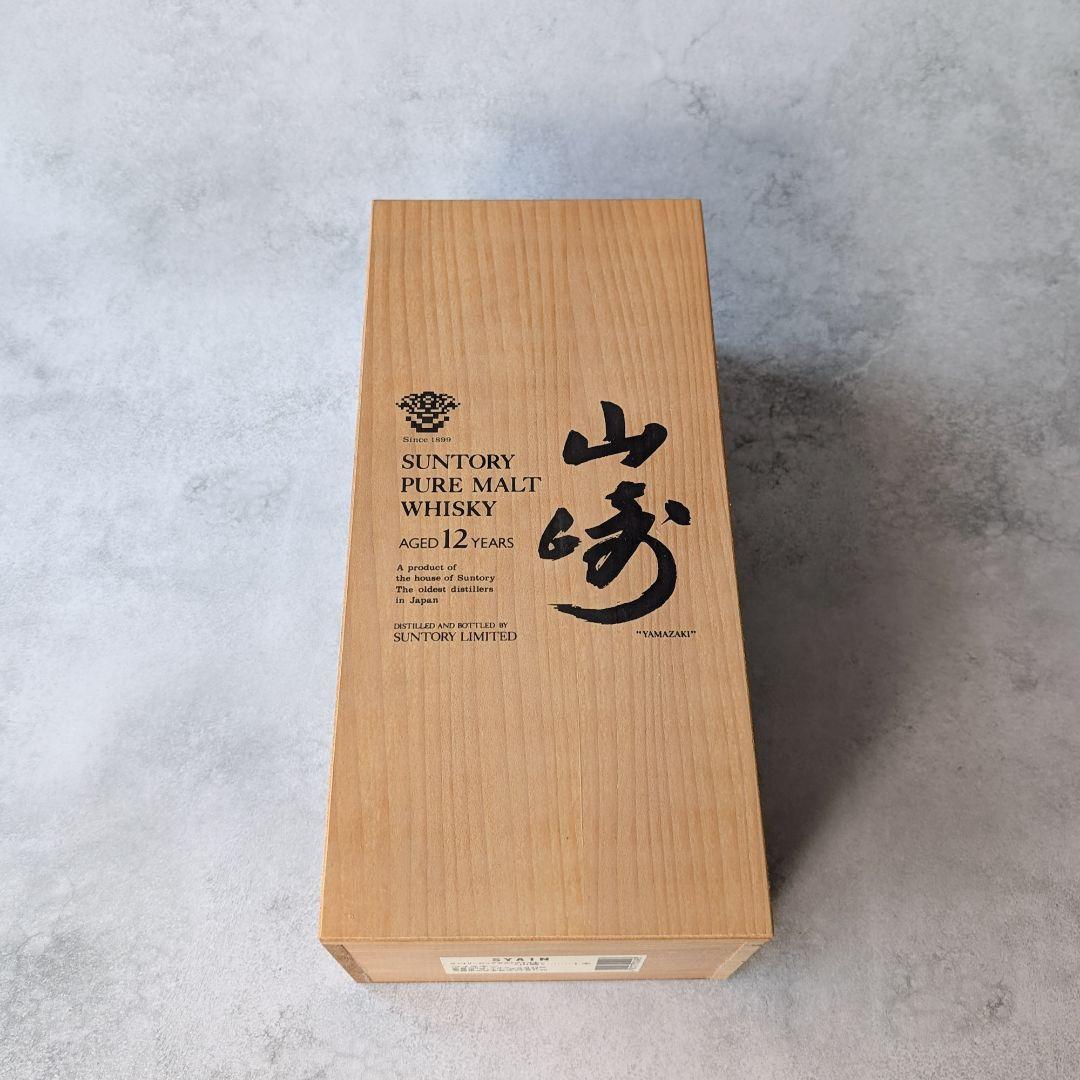 Since 1899
SUNTORY
PURE MALT
WHISKY
AGED 12 YEARS
A product of
the house of Suntory
The oldest distillers
in Japan
DISTILLED AND BOTTLED BY
SUNTORY LIMITED
山崎
"YAMAZAKI"
SYAIN